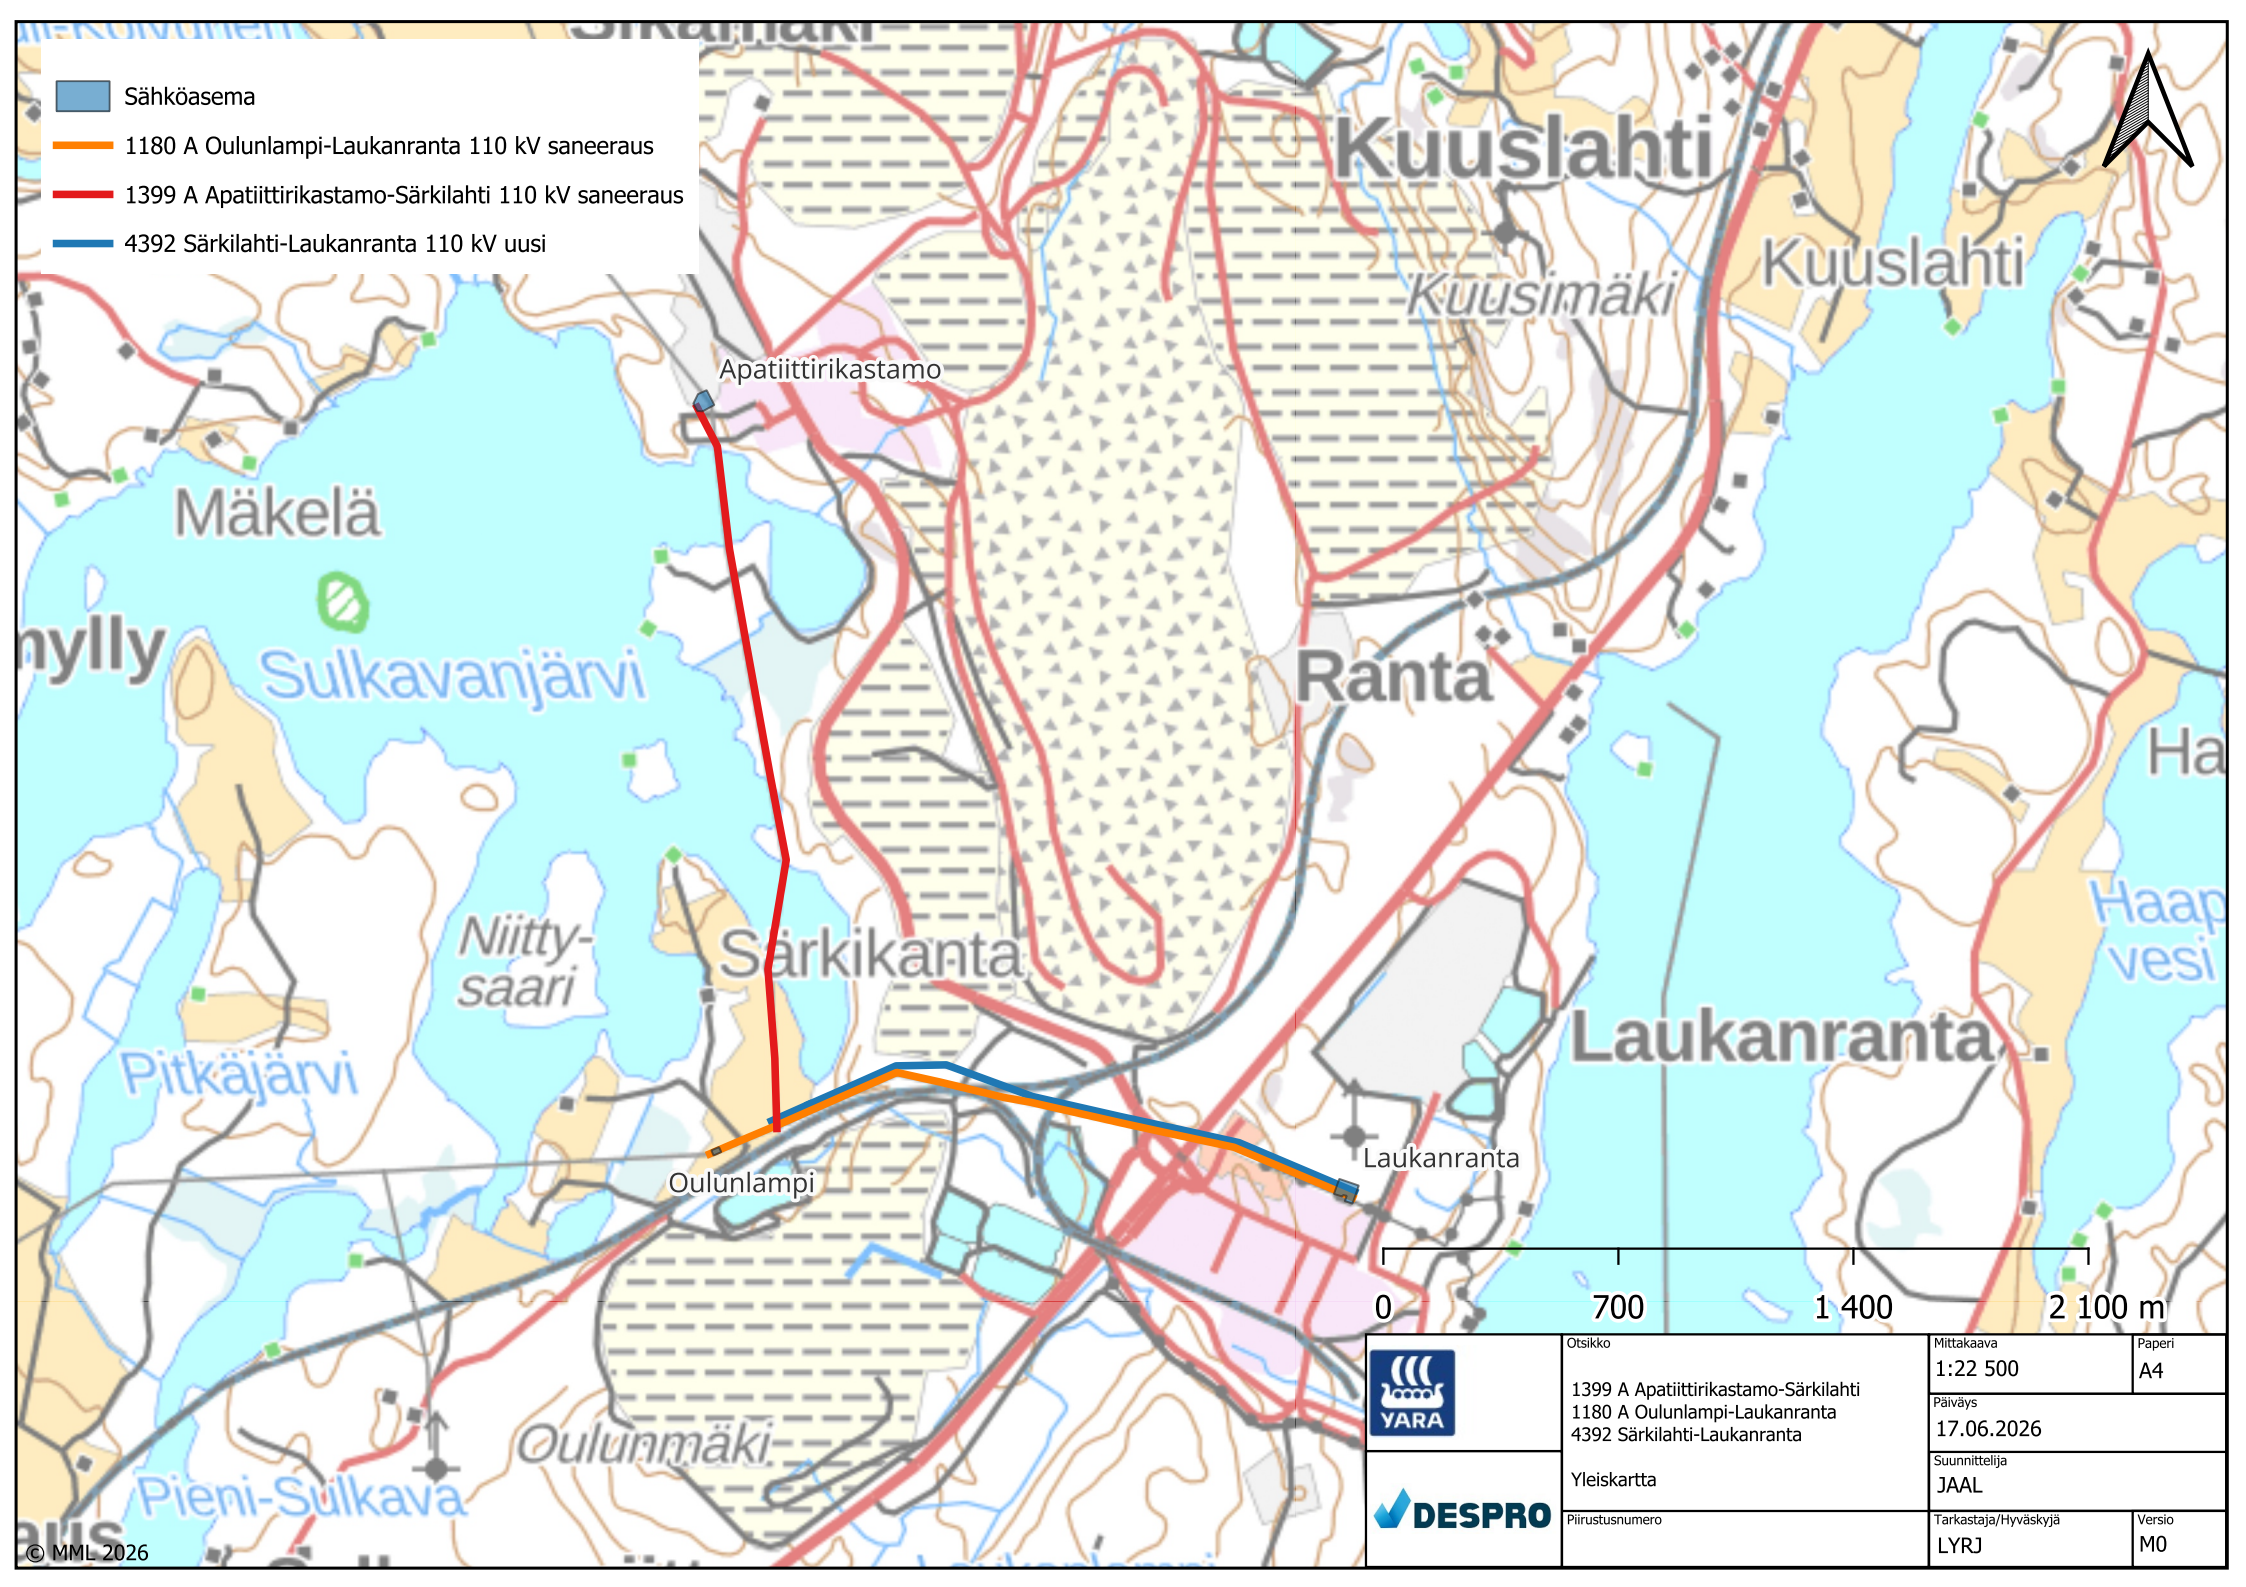 Sikamäki
Sähköasema
1180 A Oulunlampi-Laukanranta 110 kV saneeraus
1399 A Apatiittirikastamo-Särkilahti 110 kV saneeraus
4392 Särkilahti-Laukanranta 110 kV uusi
Kuuslahti
Kuuslahti
Kuusimäki
Apatiittirikastamo
Mäkelä
nylly
Sulkavanjärvi
Ranta
Ha
Niitty-
saari
Särkikanta
Haap
vesi
Laukanranta
Pitkäjärvi
Laukanranta
Oulunlampi
0 700 1 400 2 100 m
Oulunmäki
Pieni-Sulkava
aus
© MML 2026
YARA
DESPRO
Otsikko
1399 A Apatiittirikastamo-Särkilahti
1180 A Oulunlampi-Laukanranta
4392 Särkilahti-Laukanranta
Yleiskartta
Piirustusnumero
Mittakaava
1:22 500
Paperi
A4
Päiväys
17.06.2026
Suunnittelija
JAAL
Tarkastaja/Hyväskyjä
LYRJ
Versio
M0